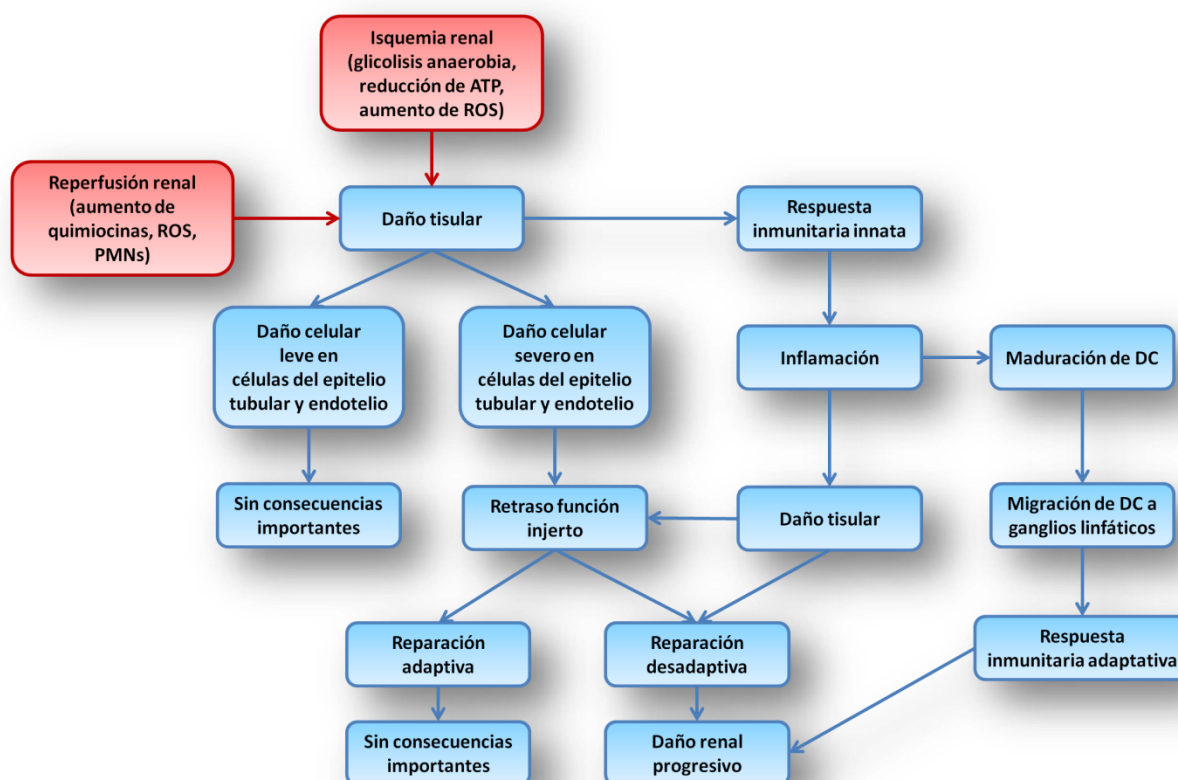 Isquemia renal
(glicolisis anaerobia,
reducción de ATP,
aumento de ROS)
Reperfusión renal
(aumento de
quimiocinas, ROS,
PMNs)
Daño tisular
Respuesta
inmunitaria innata
Daño celular
leve en
células del epitelio
tubular y endotelio
Daño celular
severo en
células del epitelio
tubular y endotelio
Inflamación
Maduración de DC
Sin consecuencias
importantes
Retraso función
injerto
Daño tisular
Migración de DC a
ganglios linfáticos
Reparación
adaptiva
Reparación
desadaptiva
Respuesta
inmunitaria adaptativa
Sin consecuencias
importantes
Daño renal
progresivo